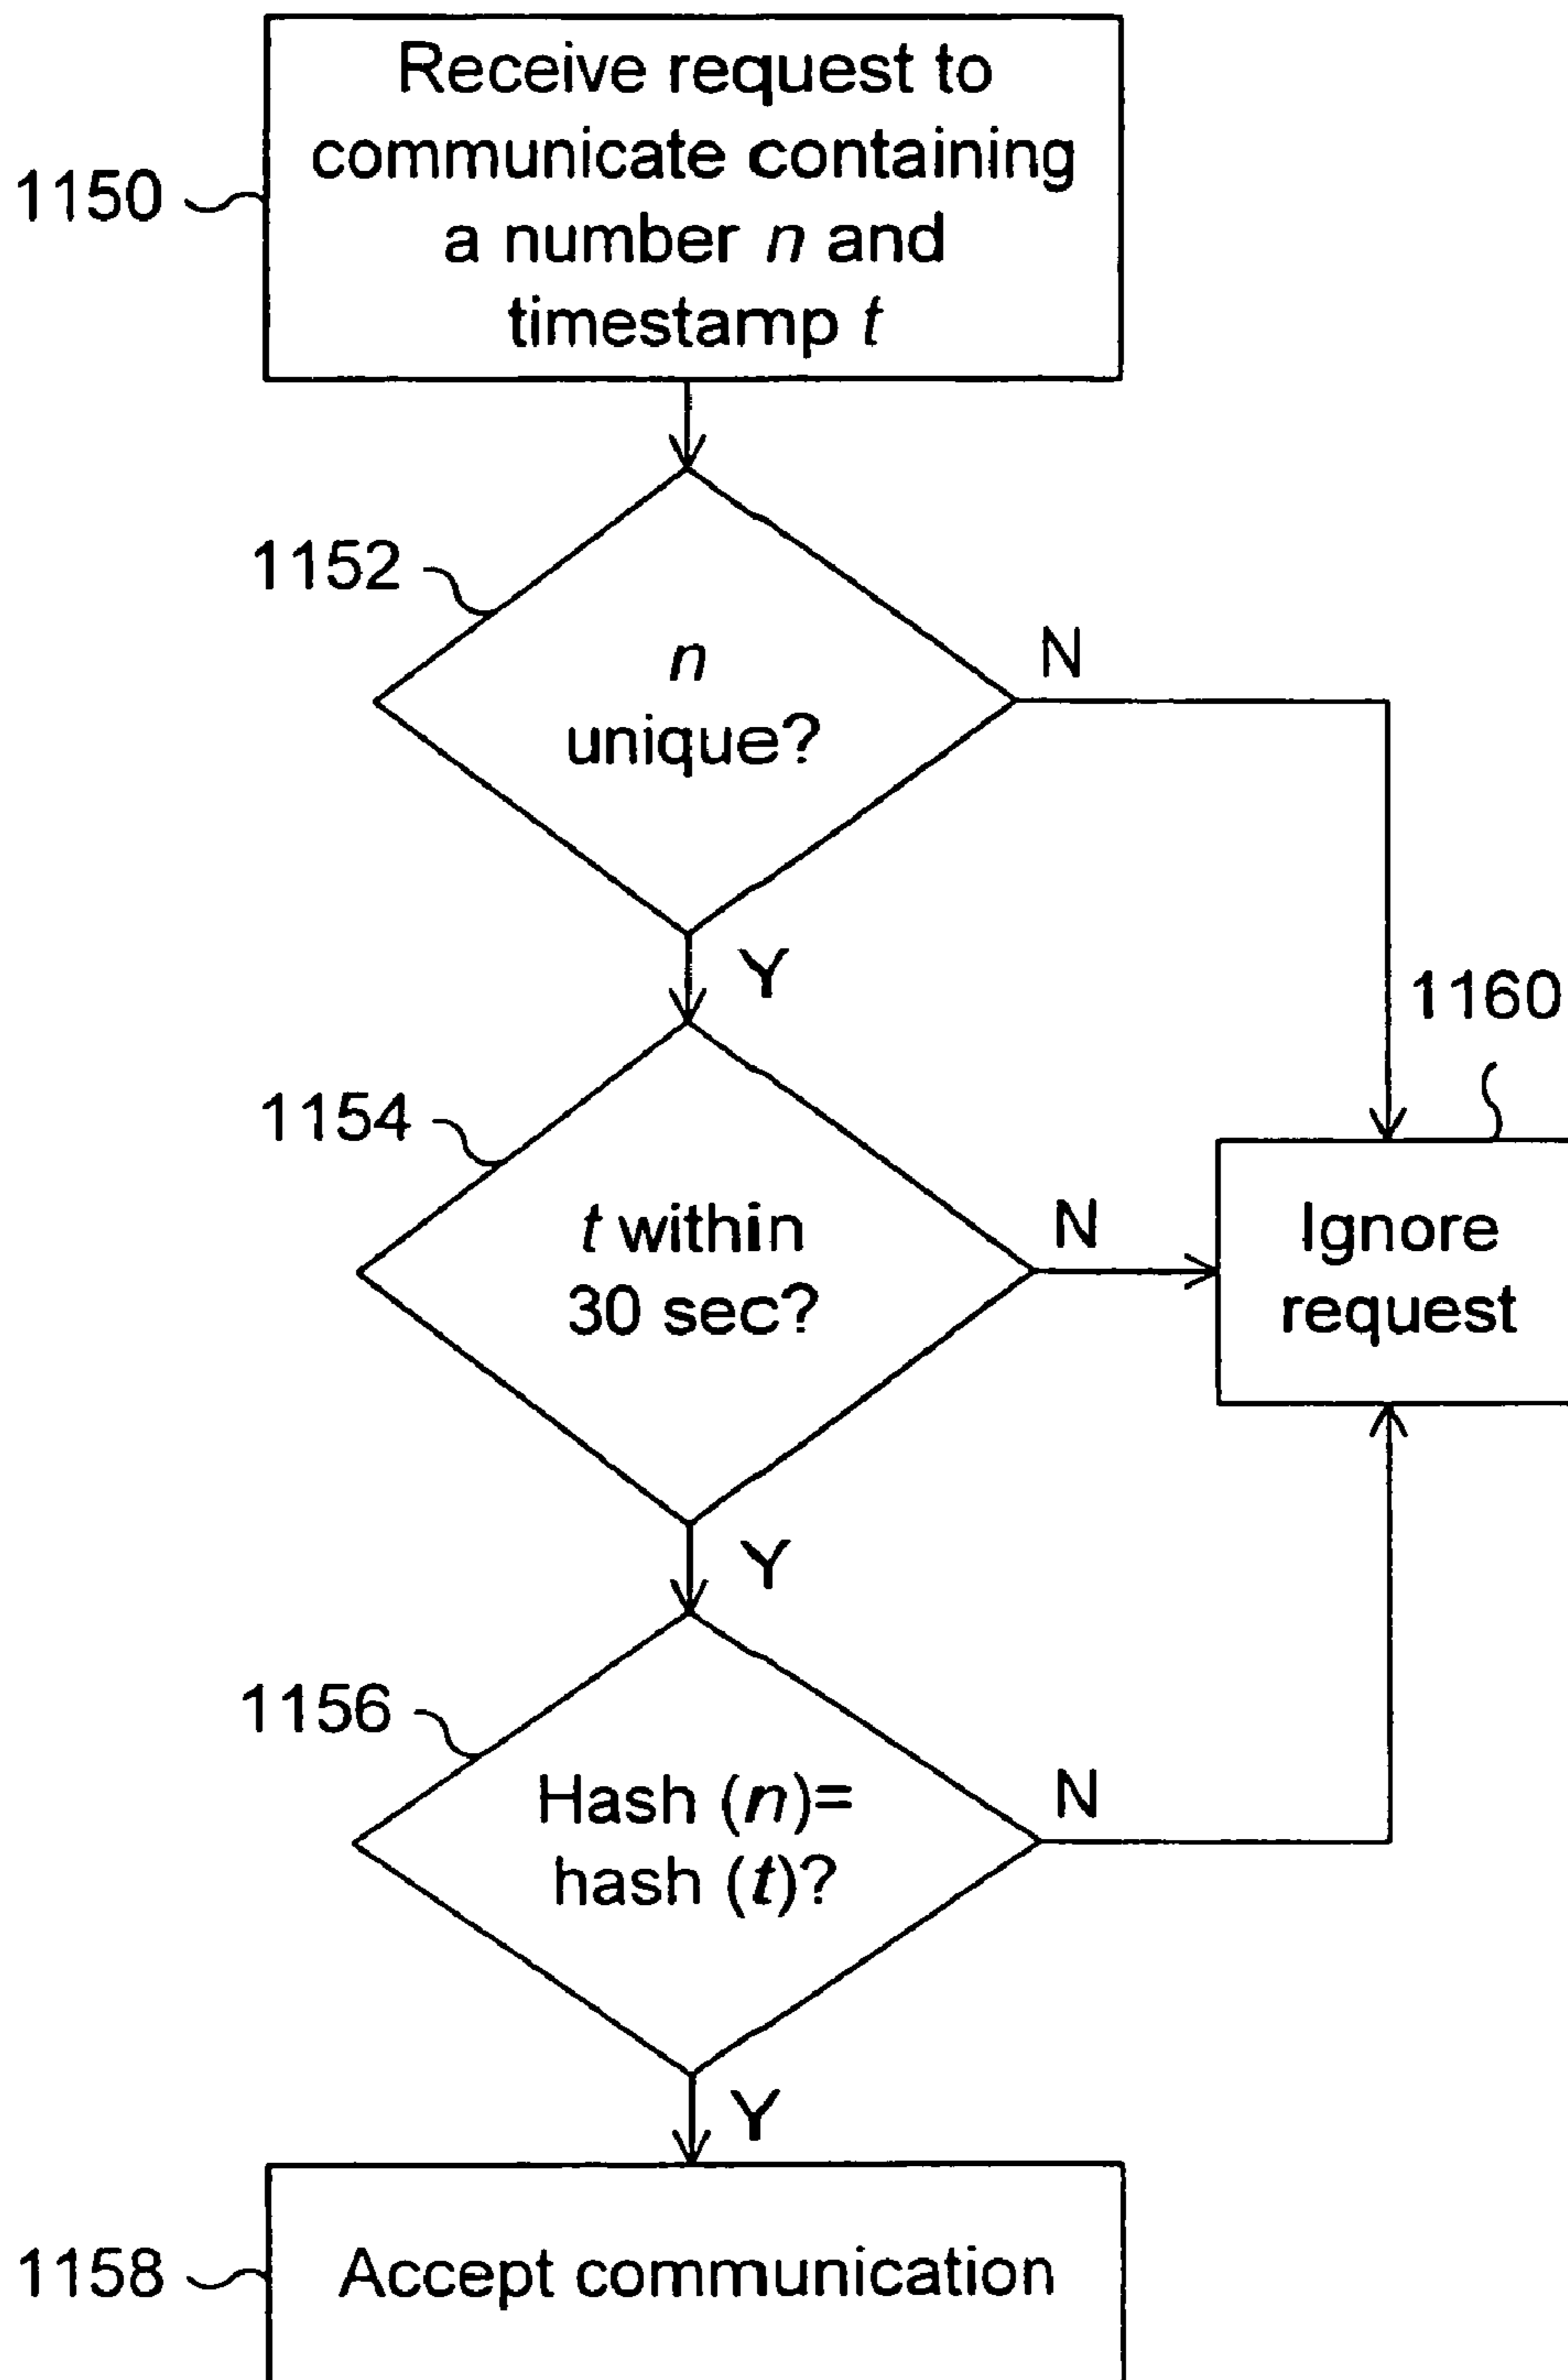 Receive request to
communicate containing
a number n and
timestamp t
1150
1152
n
unique?
N
Y
1160
1154
t within
30 sec?
N
Ignore
request
Y
1156
Hash (n)=
hash (t)?
N
Y
1158
Accept communication